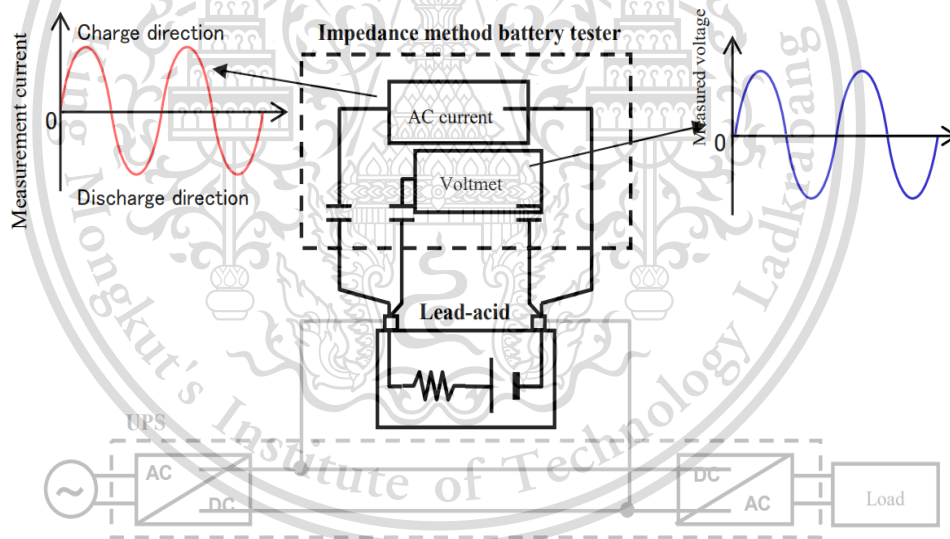 Measurement current
Charge direction
0
Discharge direction
Impedance method battery tester
AC current
Voltmet
Measured voltage
0
Lead-acid
UPS
AC
DC
DC
AC
Load
ngkut's Institute of Technology Ladkrabang